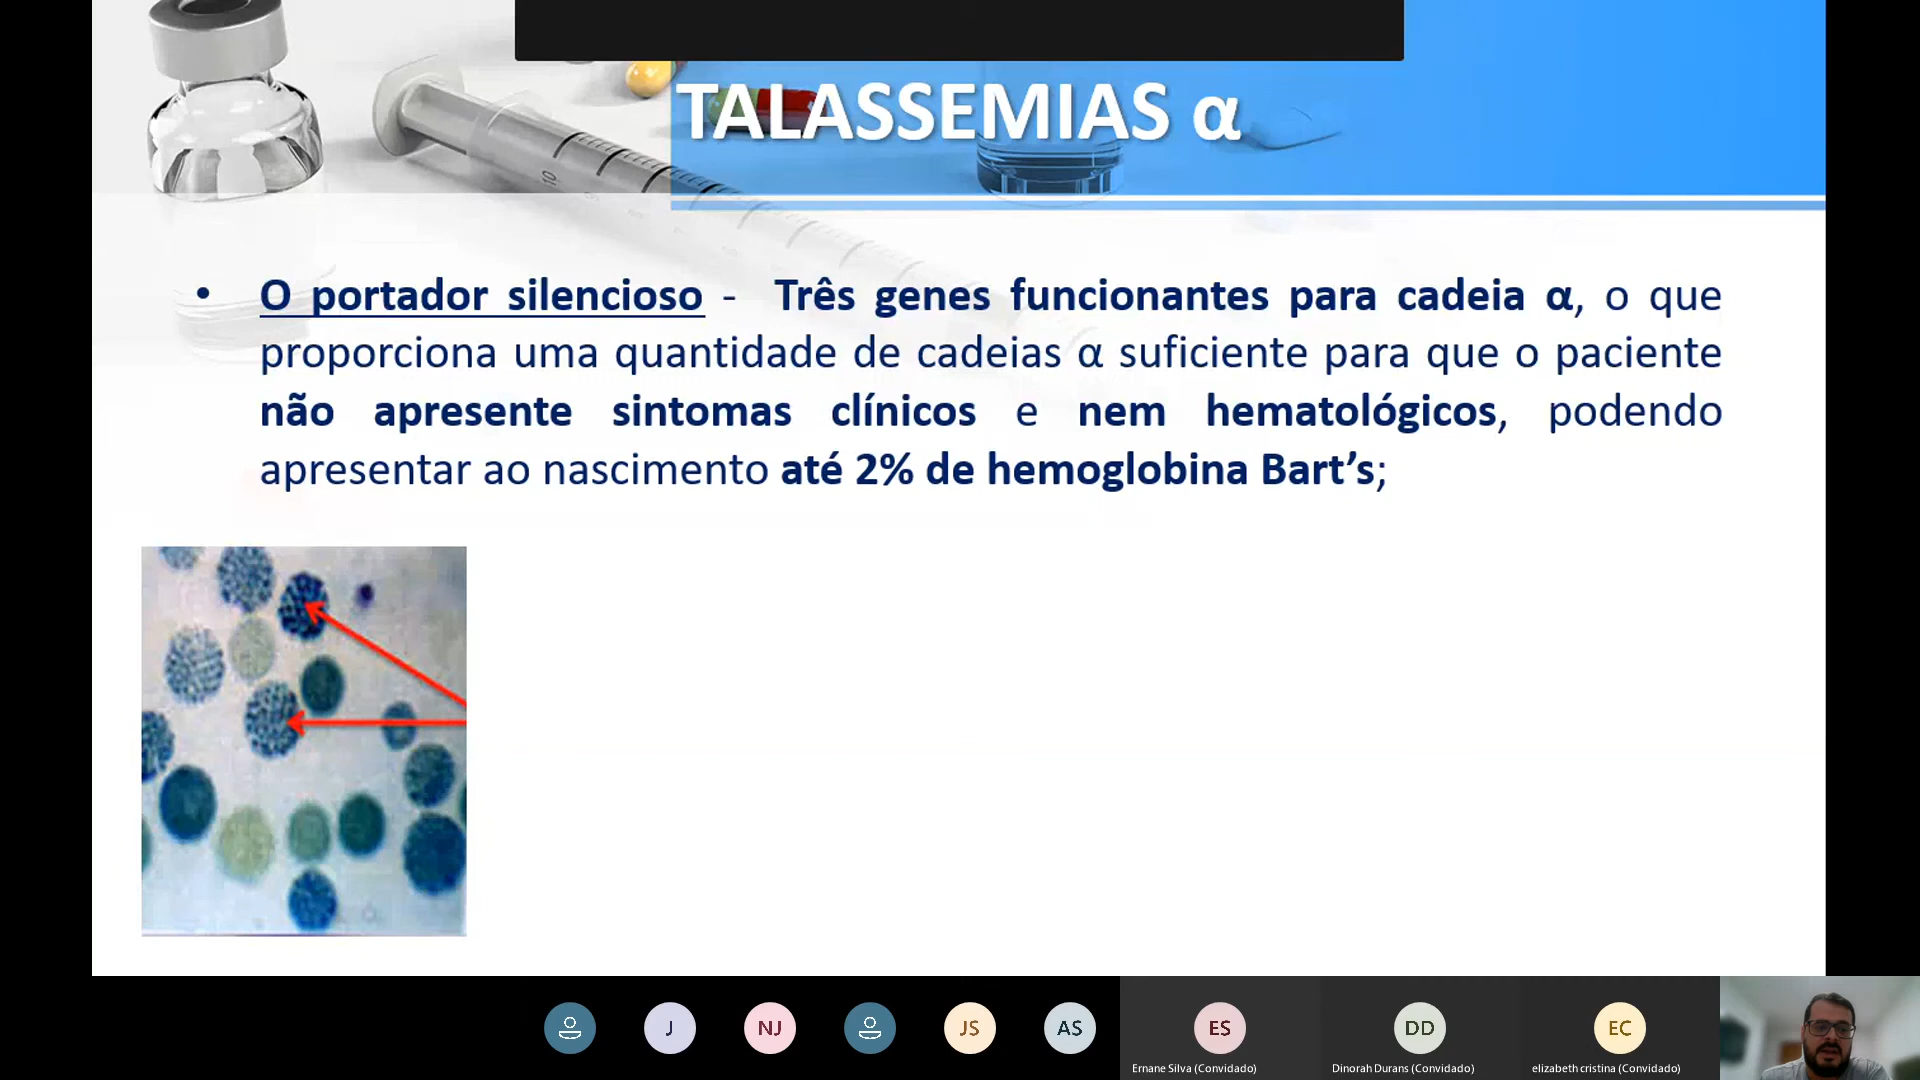 TALASSEMIAS α
• O portador silencioso - Três genes funcionantes para cadeia α, o que
proporciona uma quantidade de cadeias α suficiente para que o paciente
não apresente sintomas clínicos e nem hematológicos, podendo
apresentar ao nascimento até 2% de hemoglobina Bart’s;
J NJ JS AS ES DD EC
Ernane Silva (Convidado) Dinorah Durans (Convidado) elizabeth cristina (Convidado)